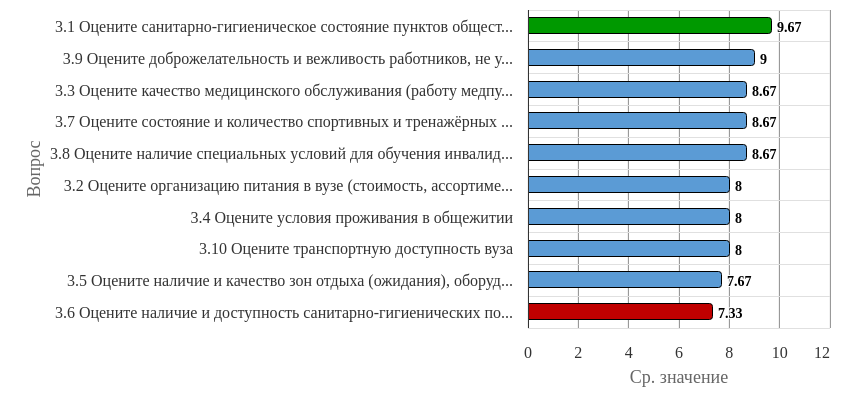 3.1 Оцените санитарно-гигиеническое состояние пунктов общест... 9.67
3.9 Оцените доброжелательность и вежливость работников, не у... 9
3.3 Оцените качество медицинского обслуживания (работу медпу... 8.67
3.7 Оцените состояние и количество спортивных и тренажёрных ... 8.67
3.8 Оцените наличие специальных условий для обучения инвалид... 8.67
3.2 Оцените организацию питания в вузе (стоимость, ассортиме... 8
3.4 Оцените условия проживания в общежитии 8
3.10 Оцените транспортную доступность вуза 8
3.5 Оцените наличие и качество зон отдыха (ожидания), оборуд... 7.67
3.6 Оцените наличие и доступность санитарно-гигиенических по... 7.33
Вопрос
0 2 4 6 8 10 12
Ср. значение